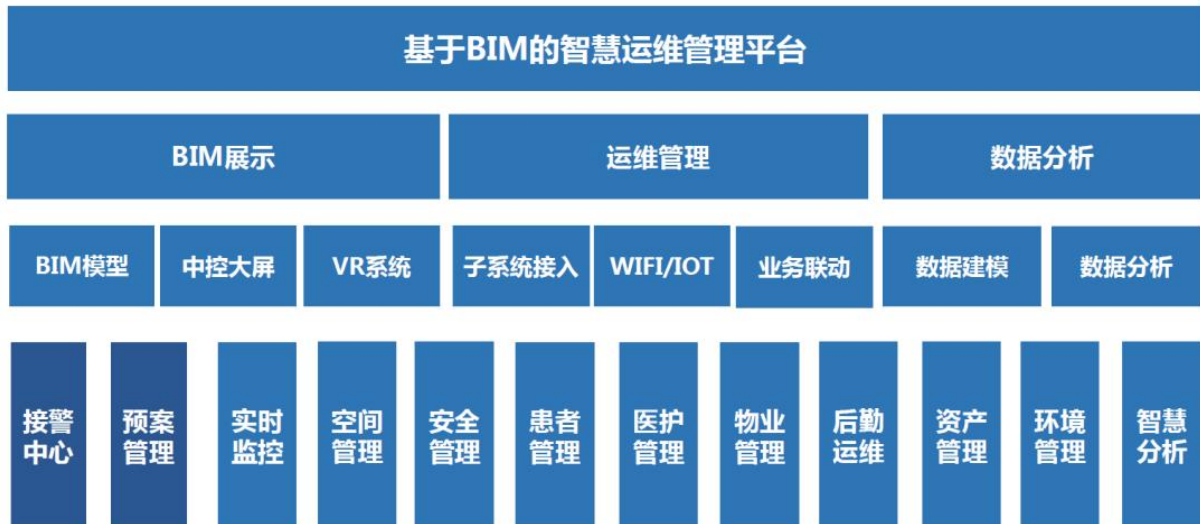 基于BIM的智慧运维管理平台
BIM展示
运维管理
数据分析
BIM模型
中控大屏
VR系统
子系统接入
WIFI/IOT
业务联动
数据建模
数据分析
接警
中心
预案
管理
实时
监控
空间
管理
安全
管理
患者
管理
医护
管理
物业
管理
后勤
运维
资产
管理
环境
管理
智慧
分析